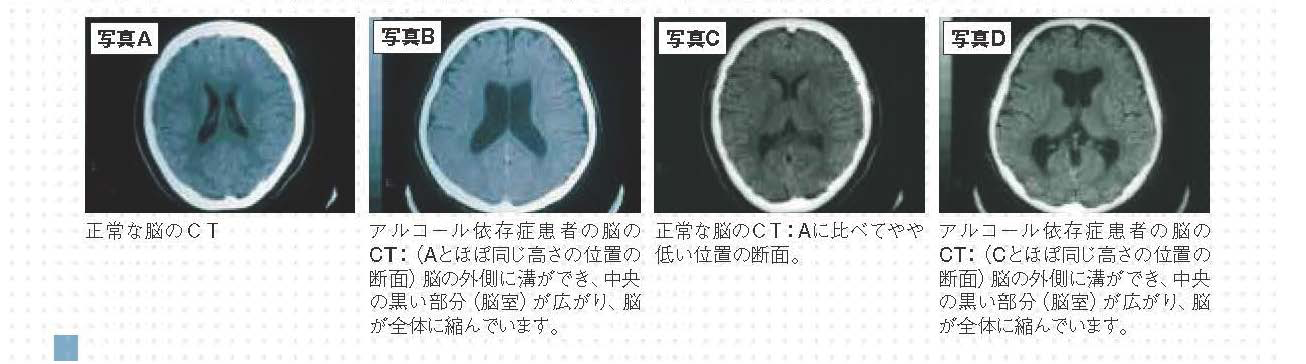 写真A
正常な脳のCT
写真B
アルコール依存症患者の脳の
CT：（Aとほぼ同じ高さの位置の
断面）脳の外側に溝ができ、中央
の黒い部分（脳室）が広がり、脳
が全体に縮んでいます。
写真C
正常な脳のCT：Aに比べてやや
低い位置の断面。
写真D
アルコール依存症患者の脳の
CT：（Cとほぼ同じ高さの位置の
断面）脳の外側に溝ができ、中央
の黒い部分（脳室）が広がり、脳
が全体に縮んでいます。